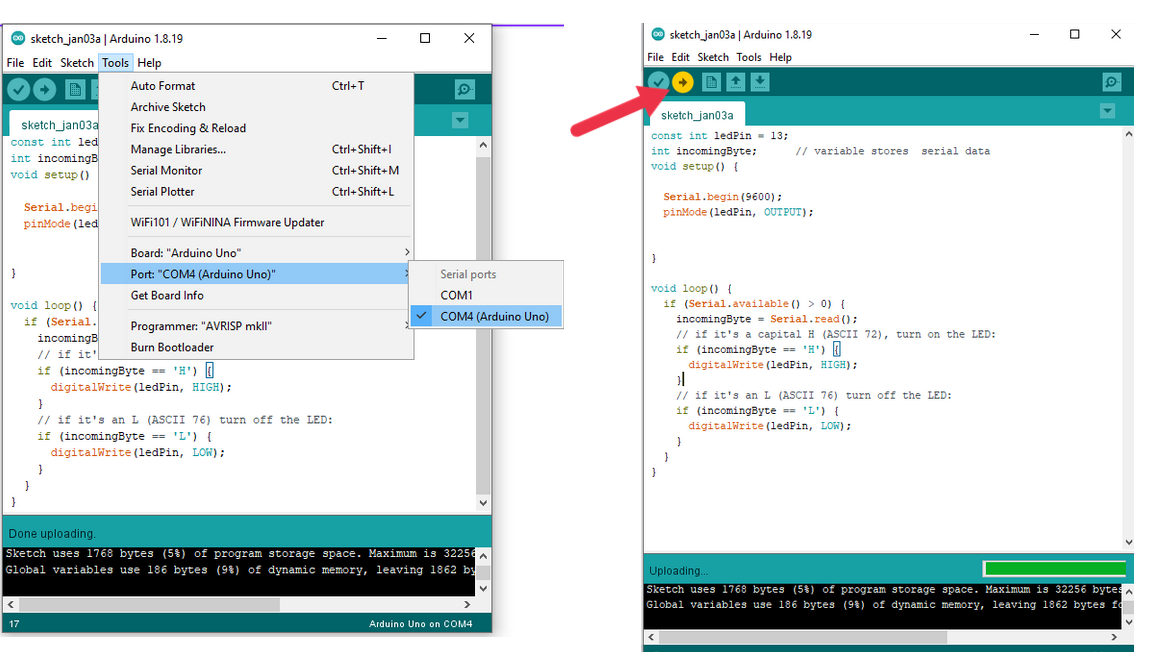 sketch_jan03a | Arduino 1.8.19
File Edit Sketch Tools Help
Auto Format Ctrl+T
Archive Sketch
Fix Encoding & Reload
Manage Libraries... Ctrl+Shift+I
Serial Monitor Ctrl+Shift+M
Serial Plotter Ctrl+Shift+L
WiFi101 / WiFiNINA Firmware Updater
Board: "Arduino Uno"
Port: "COM4 (Arduino Uno)"
Get Board Info
Programmer: "AVRISP mkII"
Burn Bootloader
Serial ports
COM1
COM4 (Arduino Uno)
sketch_jan03a
const int led
int incomingB
void setup()
Serial.begi
pinMode(led
}
void loop() {
if (Serial.
incomingB
// if it'
if (incomingByte == 'H') {
digitalWrite(ledPin, HIGH);
}
// if it's an L (ASCII 76) turn off the LED:
if (incomingByte == 'L') {
digitalWrite(ledPin, LOW);
}
}
}
Done uploading.
Sketch uses 1768 bytes (5%) of program storage space. Maximum is 32256
Global variables use 186 bytes (9%) of dynamic memory, leaving 1862 by
17 Arduino Uno on COM4
sketch_jan03a | Arduino 1.8.19
File Edit Sketch Tools Help
sketch_jan03a
const int ledPin = 13;
int incomingByte; // variable stores serial data
void setup() {
Serial.begin(9600);
pinMode(ledPin, OUTPUT);
}
void loop() {
if (Serial.available() > 0) {
incomingByte = Serial.read();
// if it's a capital H (ASCII 72), turn on the LED:
if (incomingByte == 'H') {
digitalWrite(ledPin, HIGH);
}
// if it's an L (ASCII 76) turn off the LED:
if (incomingByte == 'L') {
digitalWrite(ledPin, LOW);
}
}
}
Uploading...
Sketch uses 1768 bytes (5%) of program storage space. Maximum is 32256 bytes
Global variables use 186 bytes (9%) of dynamic memory, leaving 1862 bytes fo